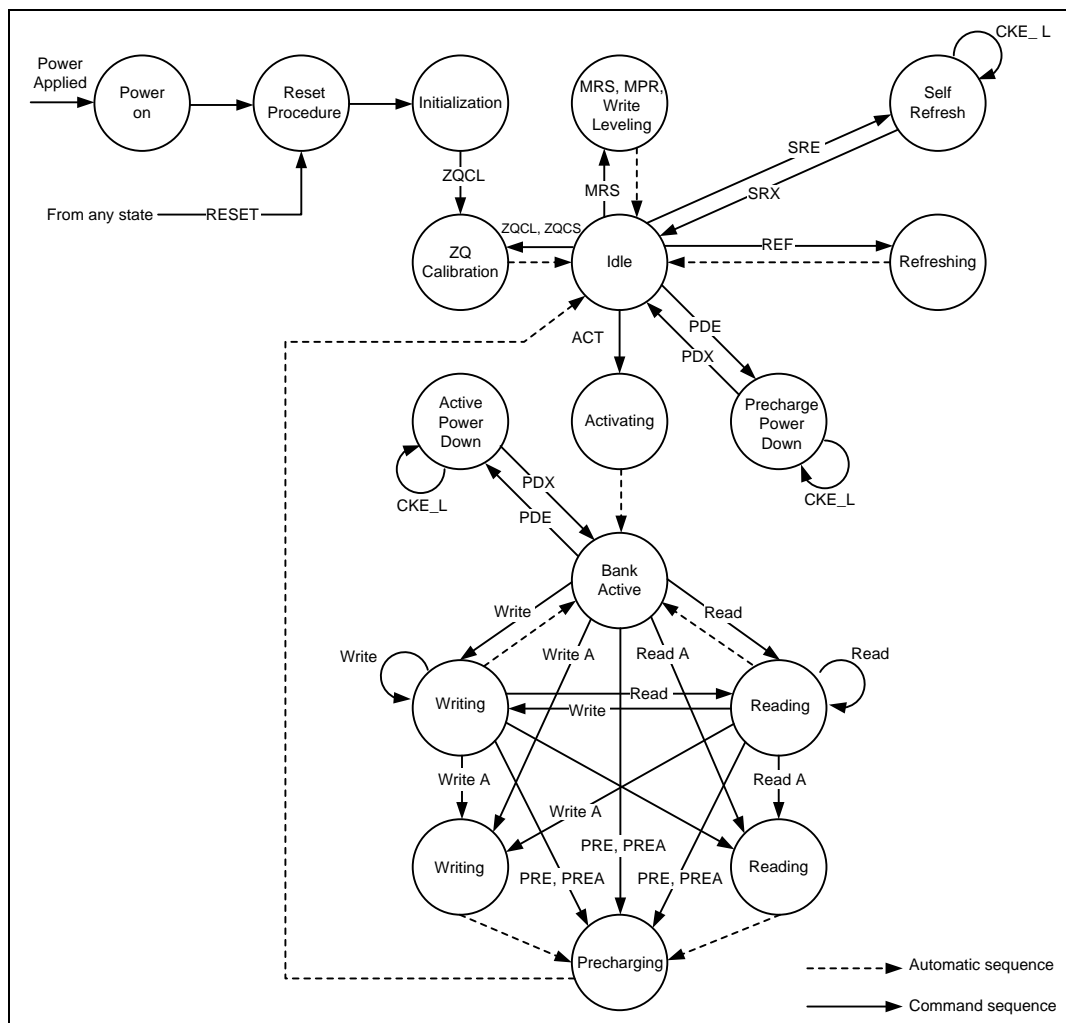 Power
Applied
Power
on
Reset
Procedure
Initialization
MRS, MPR,
Write
Leveling
CKE_ L
Self
Refresh
From any state
RESET
ZQCL
MRS
SRE
SRX
ZQ
Calibration
ZQCL, ZQCS
Idle
REF
Refreshing
ACT
PDE
PDX
Active
Power
Down
Activating
Precharge
Power
Down
CKE_L
PDX
PDE
CKE_L
Bank
Active
Write
Read
Write
Write A
Read A
Read
Writing
Read
Write
Reading
Write A
Write A
Read A
Writing
PRE, PREA
PRE, PREA
PRE, PREA
Reading
Precharging
Automatic sequence
Command sequence